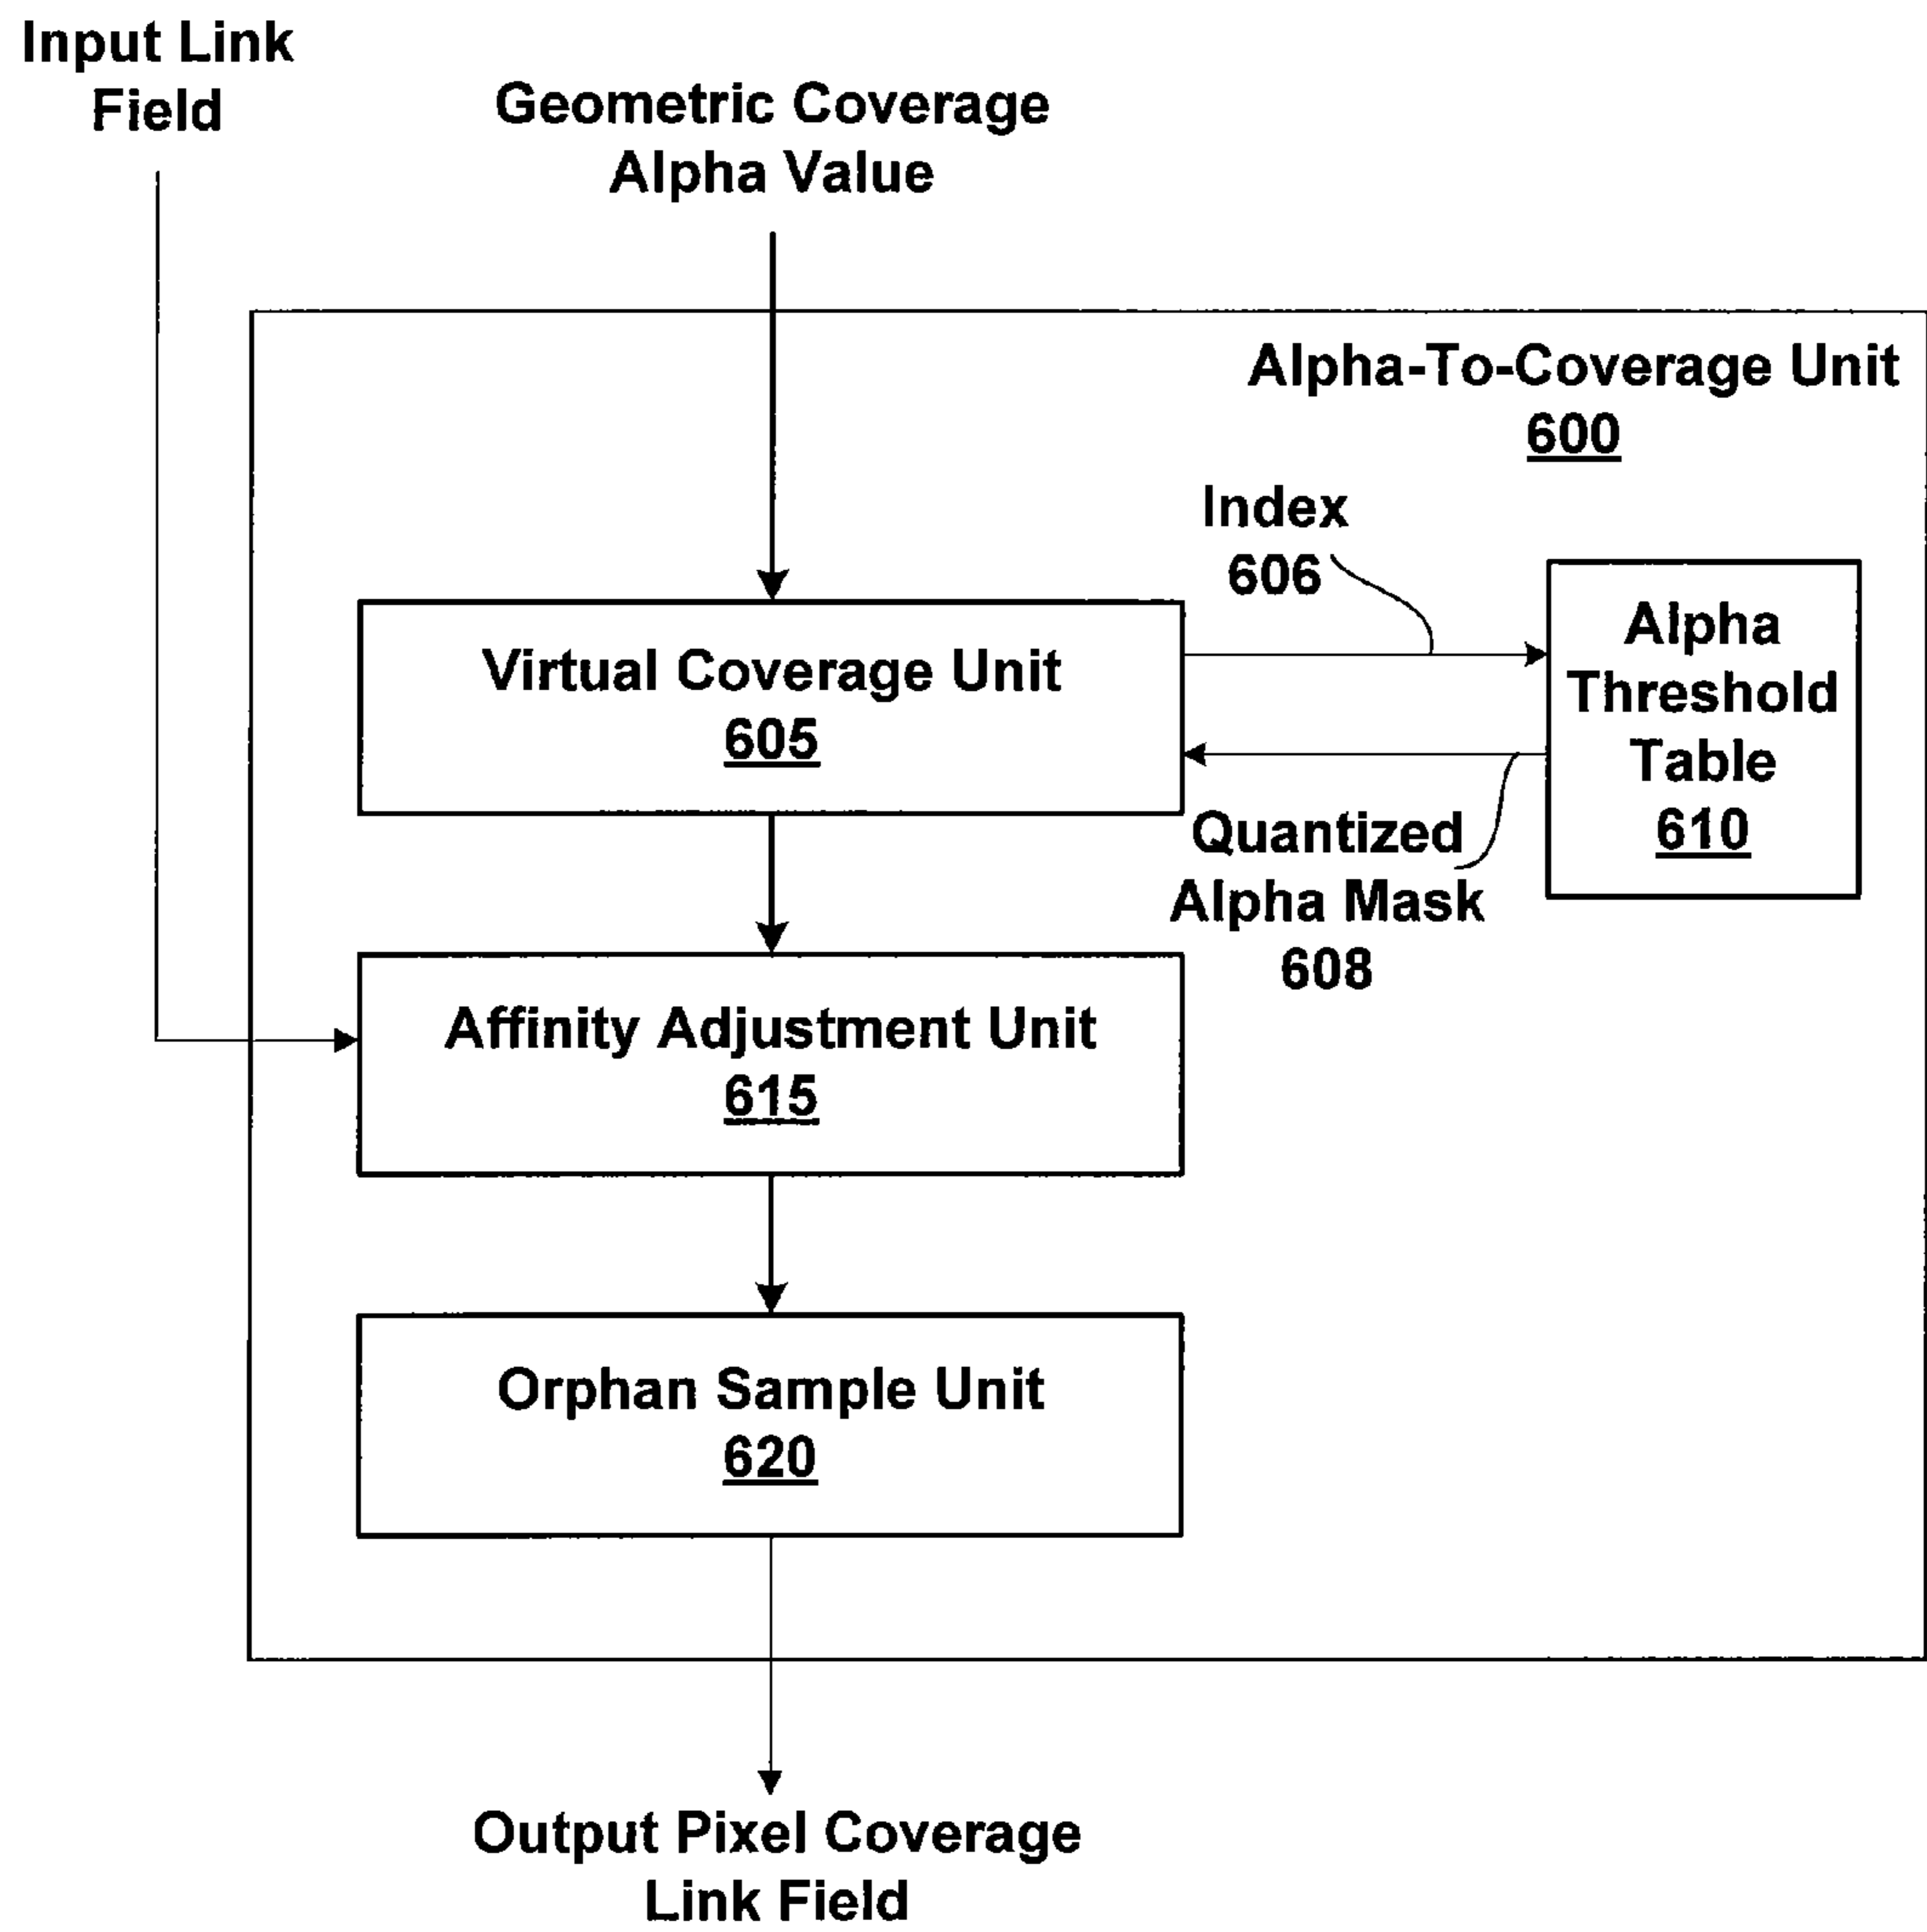 Input Link
Field
Geometric Coverage
Alpha Value
Alpha-To-Coverage Unit
600
Index
606
Virtual Coverage Unit
605
Alpha
Threshold
Table
610
Quantized
Alpha Mask
608
Affinity Adjustment Unit
615
Orphan Sample Unit
620
Output Pixel Coverage
Link Field